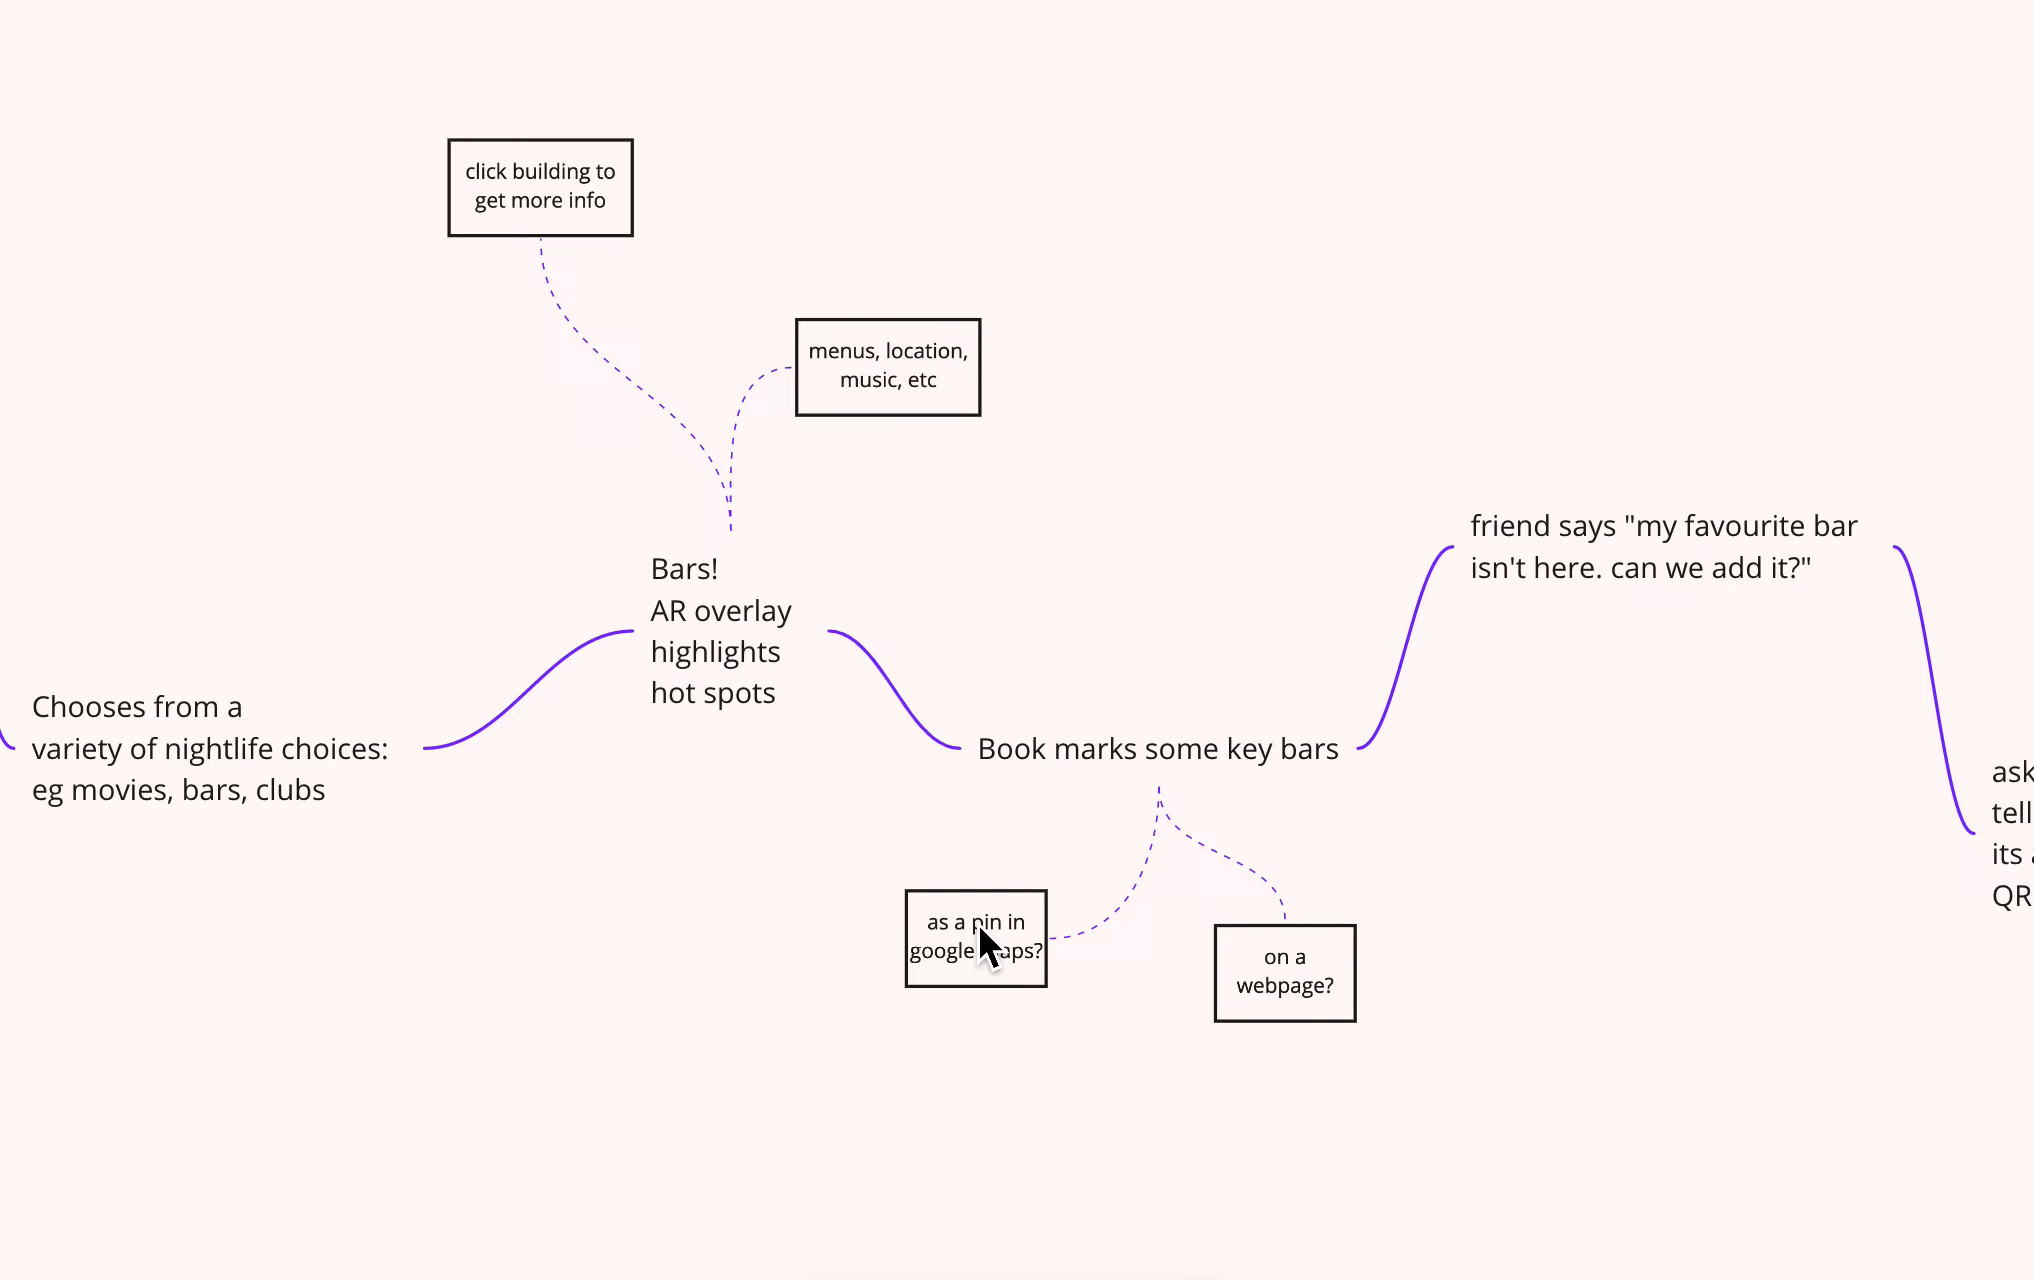 click building to
get more info
menus, location,
music, etc
Bars!
AR overlay
highlights
hot spots
Chooses from a
variety of nightlife choices:
eg movies, bars, clubs
Book marks some key bars
friend says "my favourite bar
isn't here. can we add it?"
as a pin in
google maps?
on a
webpage?
ask
tell
its
QR